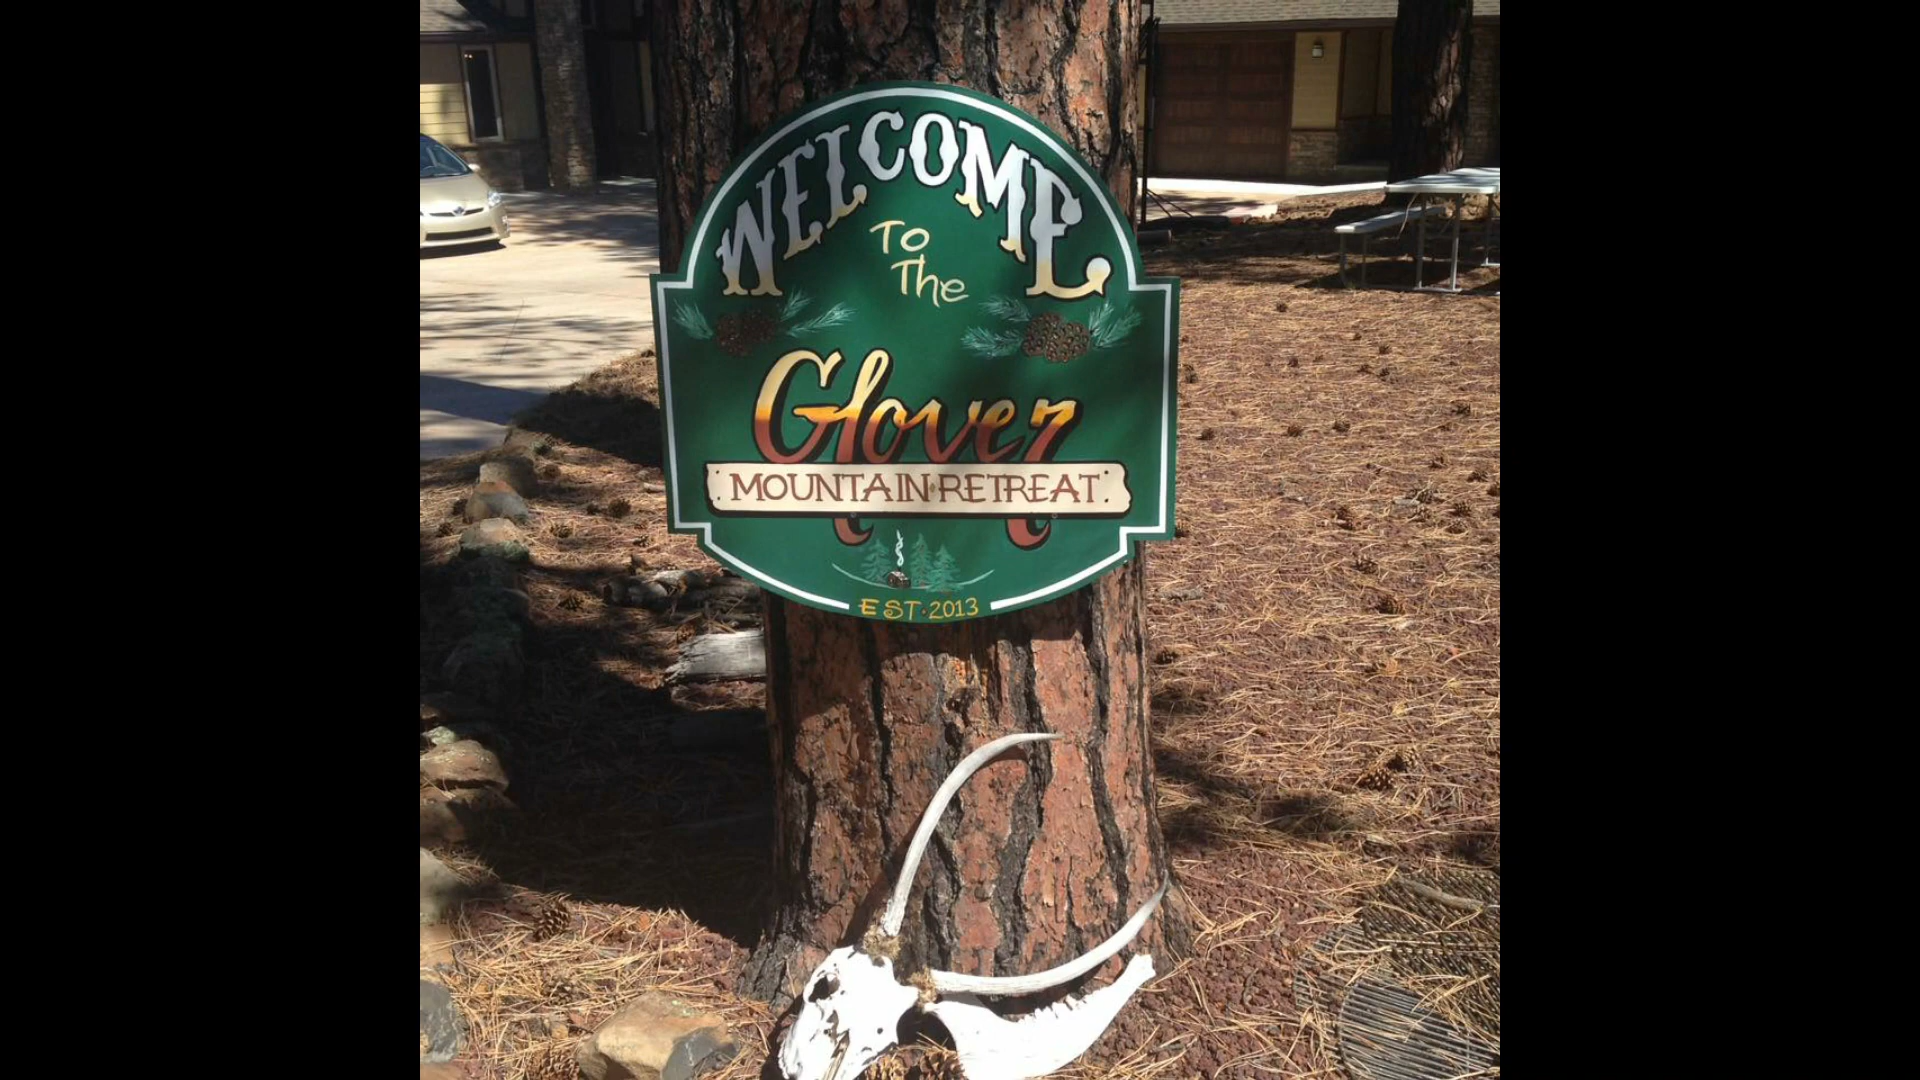 WELCOME
TO
The
Glover
MOUNTAIN·RETREAT
EST·2013